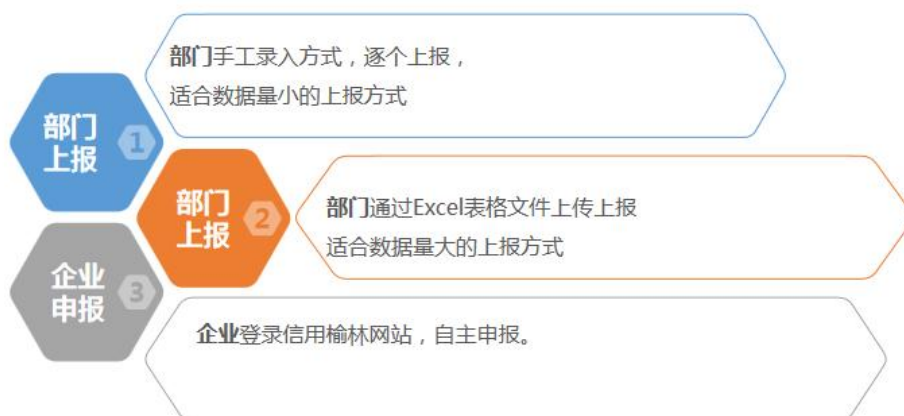 部门
上报
1
部门手工录入方式，逐个上报，
适合数据量小的上报方式
部门
上报
2
部门通过Excel表格文件上传上报
适合数据量大的上报方式
企业
申报
3
企业登录信用榆林网站，自主申报。